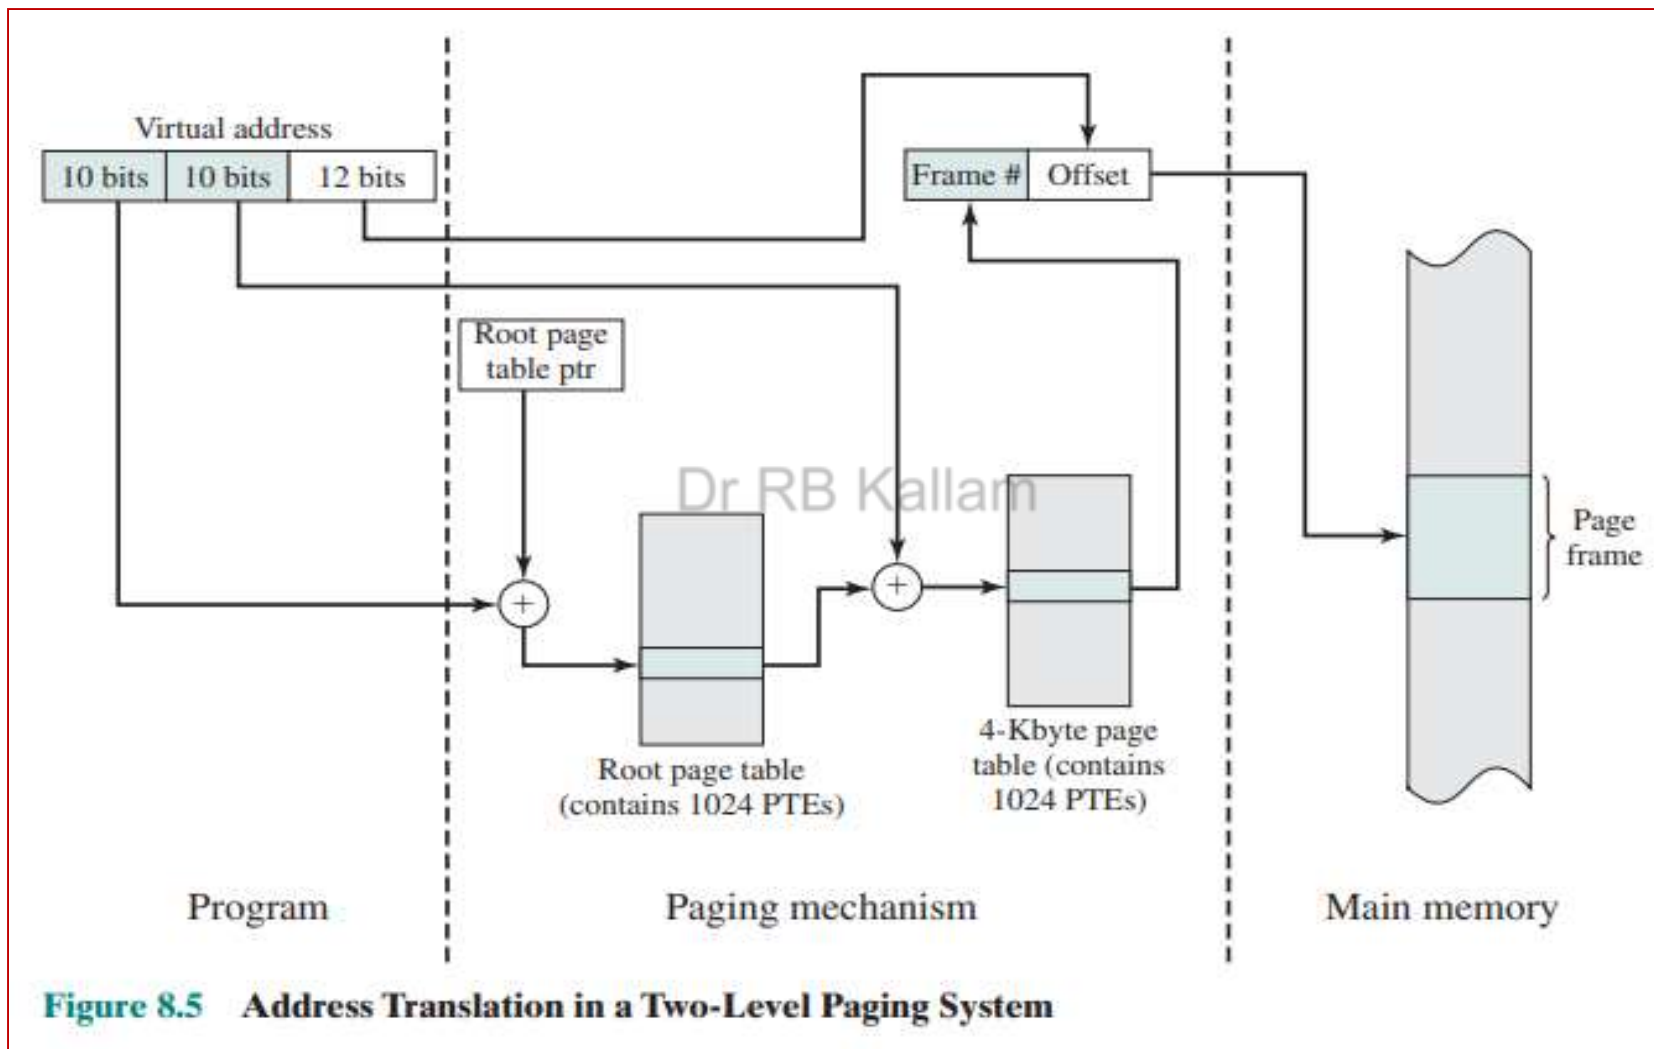 Virtual address
10 bits 10 bits 12 bits
Frame # Offset
Root page
table ptr
Dr RB Kallam
Page
frame
Root page table
(contains 1024 PTEs)
4-Kbyte page
table (contains
1024 PTEs)
+
+
Program
Paging mechanism
Main memory
Figure 8.5 Address Translation in a Two-Level Paging System